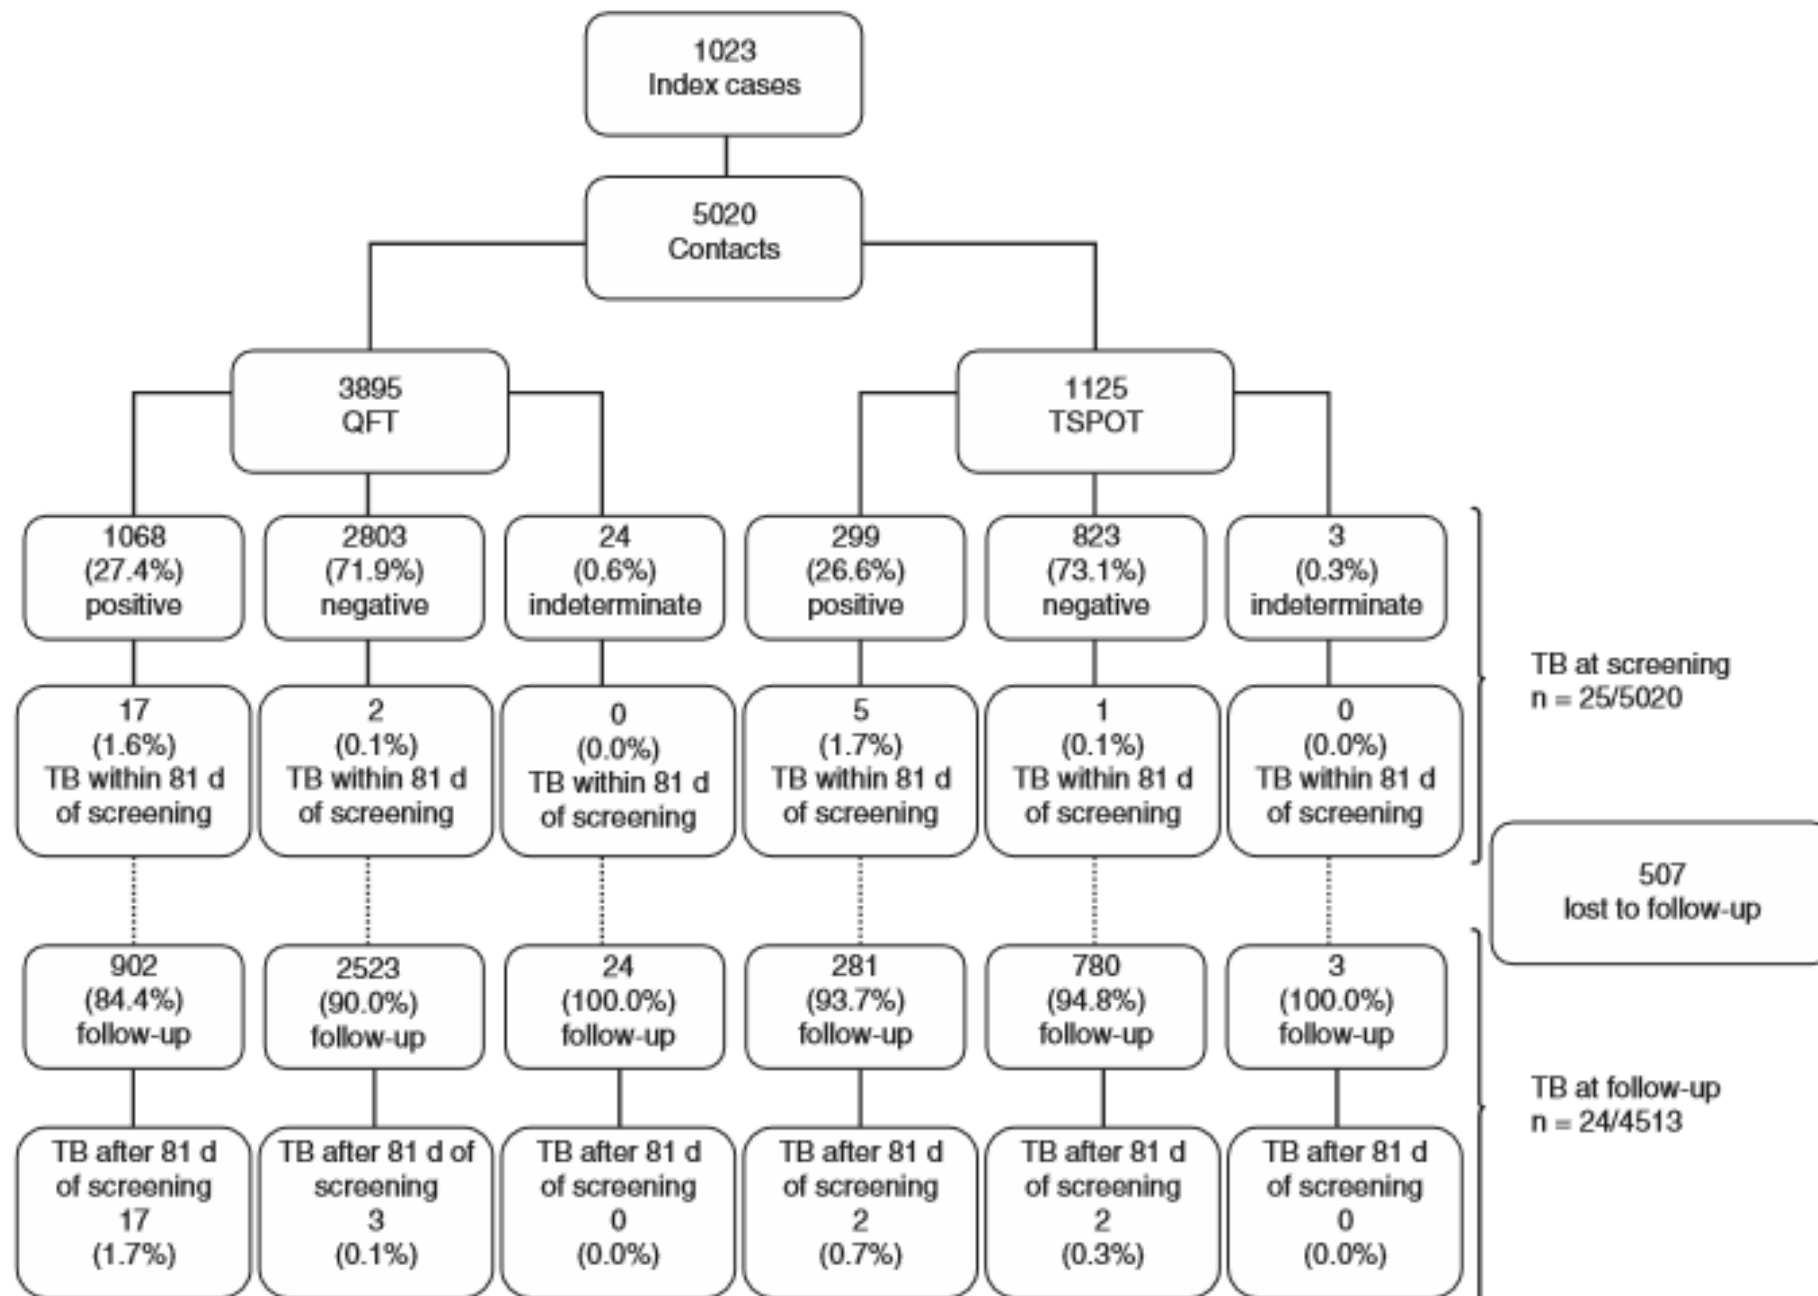 1023
Index cases
5020
Contacts
3895
QFT
1125
TSPOT
1068
(27.4%)
positive
2803
(71.9%)
negative
24
(0.6%)
indeterminate
299
(26.6%)
positive
823
(73.1%)
negative
3
(0.3%)
indeterminate
17
(1.6%)
TB within 81 d
of screening
2
(0.1%)
TB within 81 d
of screening
0
(0.0%)
TB within 81 d
of screening
5
(1.7%)
TB within 81 d
of screening
1
(0.1%)
TB within 81 d
of screening
0
(0.0%)
TB within 81 d
of screening
TB at screening
n = 25/5020
507
lost to follow-up
902
(84.4%)
follow-up
2523
(90.0%)
follow-up
24
(100.0%)
follow-up
281
(93.7%)
follow-up
780
(94.8%)
follow-up
3
(100.0%)
follow-up
TB after 81 d
of screening
17
(1.7%)
TB after 81 d of
screening
3
(0.1%)
TB after 81 d
of screening
0
(0.0%)
TB after 81 d
of screening
2
(0.7%)
TB after 81 d
of screening
2
(0.3%)
TB after 81 d
of screening
0
(0.0%)
TB at follow-up
n = 24/4513